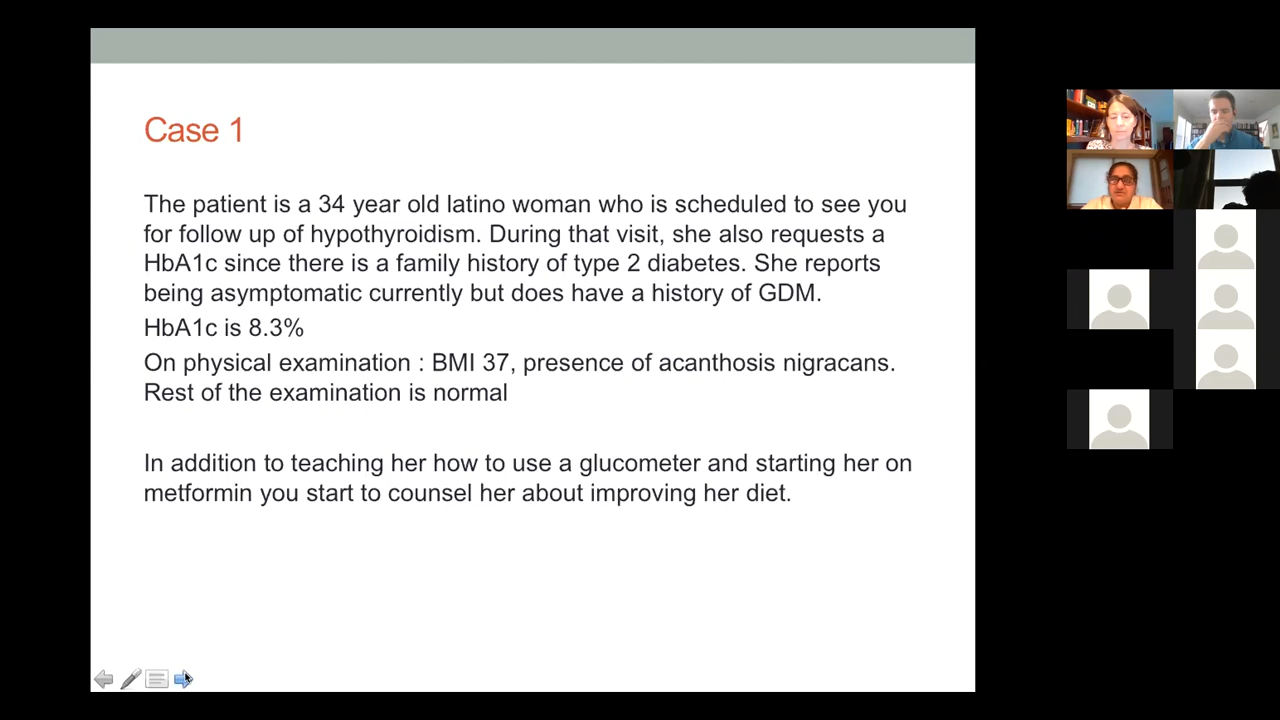 Case 1
The patient is a 34 year old latino woman who is scheduled to see you
for follow up of hypothyroidism. During that visit, she also requests a
HbA1c since there is a family history of type 2 diabetes. She reports
being asymptomatic currently but does have a history of GDM.
HbA1c is 8.3%
On physical examination : BMI 37, presence of acanthosis nigracans.
Rest of the examination is normal
In addition to teaching her how to use a glucometer and starting her on
metformin you start to counsel her about improving her diet.